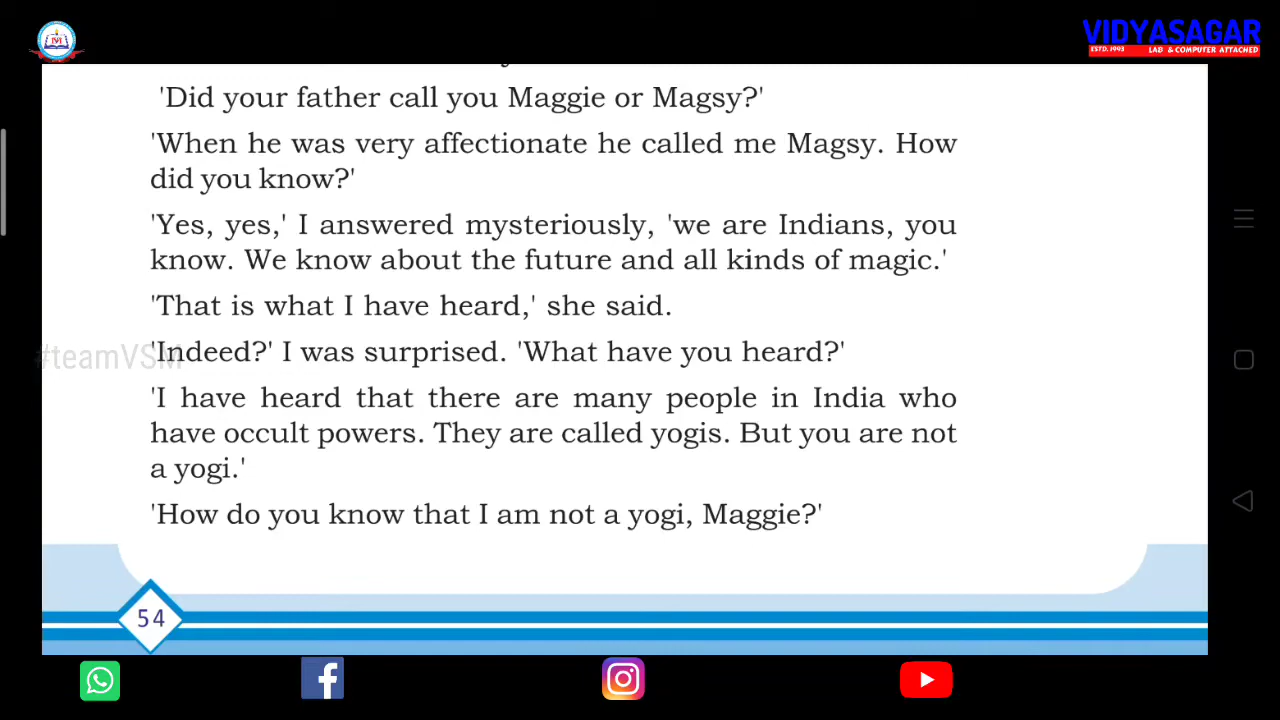 VIDYASAGAR
ESTD. 1993 LAB & COMPUTER ATTACHED
'Did your father call you Maggie or Magsy?'
'When he was very affectionate he called me Magsy. How
did you know?'
'Yes, yes,' I answered mysteriously, 'we are Indians, you
know. We know about the future and all kinds of magic.'
'That is what I have heard,' she said.
#teamVSM
'Indeed?' I was surprised. 'What have you heard?'
'I have heard that there are many people in India who
have occult powers. They are called yogis. But you are not
a yogi.'
'How do you know that I am not a yogi, Maggie?'
54